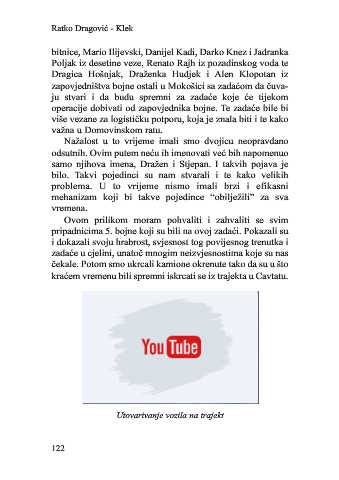 Ratko Dragović - Klek
bitnice, Mario Ilijevski, Danijel Kadi, Darko Knez i Jadranka
Poljak iz desetine veze, Renato Rajh iz pozadinskog voda te
Dragica Hošnjak, Draženka Hudjek i Alen Klopotan iz
zapovjedništva bojne ostali u Mokošici sa zadaćom da čuva-
ju stvari i da budu spremni za zadaće koje će tijekom
operacije dobivati od zapovjednika bojne. Te zadaće bile bi
više vezane za logističku potporu, koja je znala biti i te kako
važna u Domovinskom ratu.
Nažalost u to vrijeme imali smo dvojicu neopravdano
odsutnih. Ovim putem neću ih imenovati već bih napomenuo
samo njihova imena, Dražen i Stjepan. I takvih pojava je
bilo. Takvi pojedinci su nam stvarali i te kako velikih
problema. U to vrijeme nismo imali brzi i efikasni
mehanizam koji bi takve pojedince “obilježili” za sva
vremena.
Ovom prilikom moram pohvaliti i zahvaliti se svim
pripadnicima 5. bojne koji su bili na ovoj zadaći. Pokazali su
i dokazali svoju hrabrost, svjesnost tog povijesnog trenutka i
zadaće u cjelini, unatoč mnogim neizvjesnostima koje su nas
čekale. Potom smo ukrcali kamione okrenute tako da su u što
kraćem vremenu bili spremni iskrcati se iz trajekta u Cavtatu.
YouTube
Utovarivanje vozila na trajekt
122